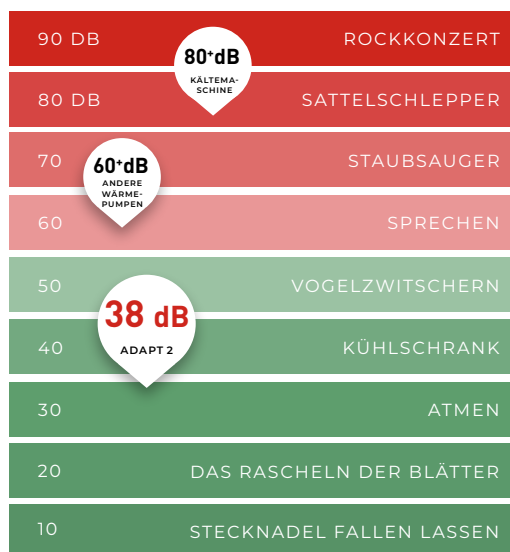 90 DB ROCKKONZERT
80⁺dB
KÄLTEMA-
SCHINE
80 DB SATTELSCHLEPPER
70 STAUBSAUGER
60⁺dB
ANDERE
WÄRME-
PUMPEN
60 SPRECHEN
50 VOGELZWITSCHERN
38 dB
ADAPT 2
40 KÜHLSCHRANK
30 ATMEN
20 DAS RASCHELN DER BLÄTTER
10 STECKNADEL FALLEN LASSEN